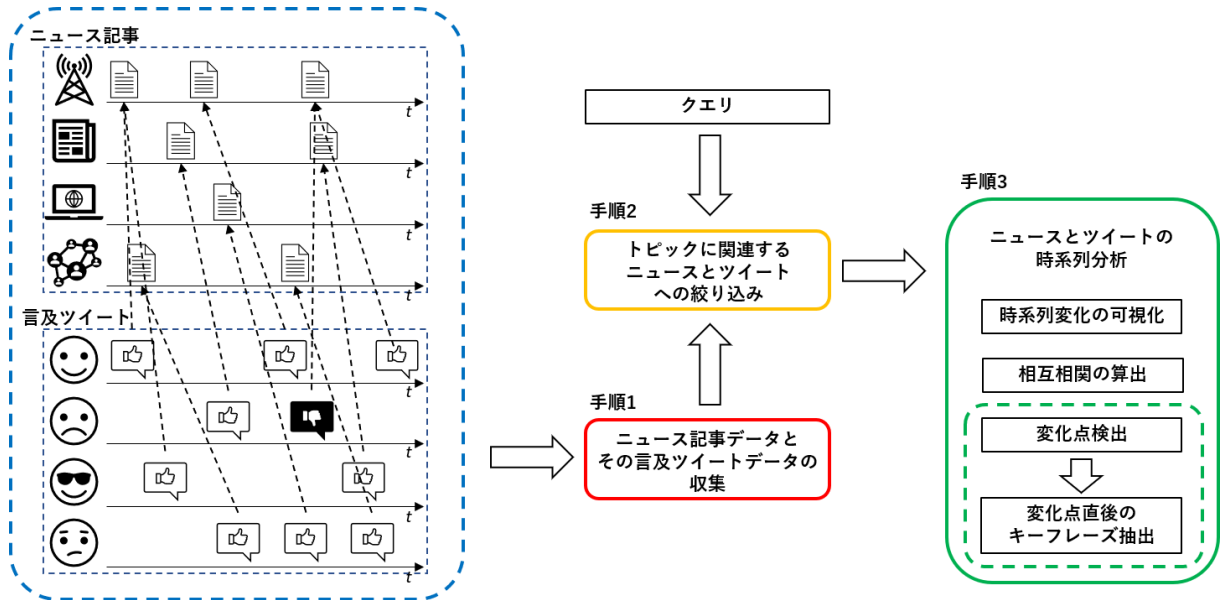 ニュース記事
t
t
t
t
言及ツイート
t
t
t
t
クエリ
手順2
トピックに関連する
ニュースとツイート
への絞り込み
手順1
ニュース記事データと
その言及ツイートデータの
収集
手順3
ニュースとツイートの
時系列分析
時系列変化の可視化
相互相関の算出
変化点検出
変化点直後の
キーフレーズ抽出